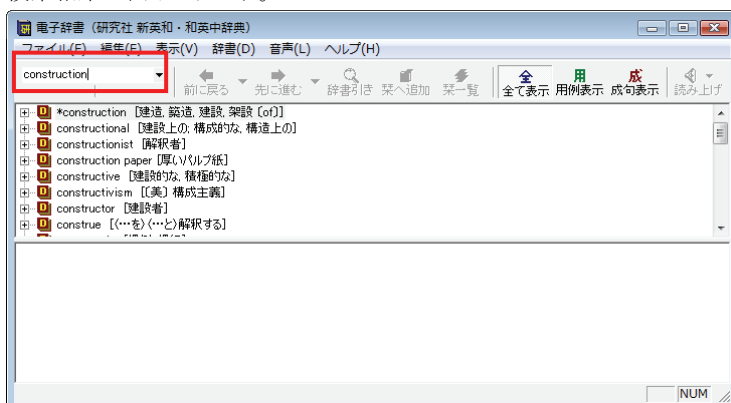 電子辞書（研究社 新英和・和英中辞典）
ファイル(F) 編集(E) 表示(V) 辞書(D) 音声(L) ヘルプ(H)
construction
前に戻る 先に進む 辞書引き 栞へ追加 栞一覧 全 全て表示 用 用例表示 成 成句表示 読み上げ
*construction [建造, 築造, 建設, 架設〔of〕]
constructional [建設上の; 構成的な, 構造上の]
constructionist [解釈者]
construction paper [厚いパルプ紙]
constructive [建設的な, 積極的な]
constructivism [〔美〕構成主義]
constructor [建設者]
construe [〈…を〉〈…と〉解釈する]
NUM